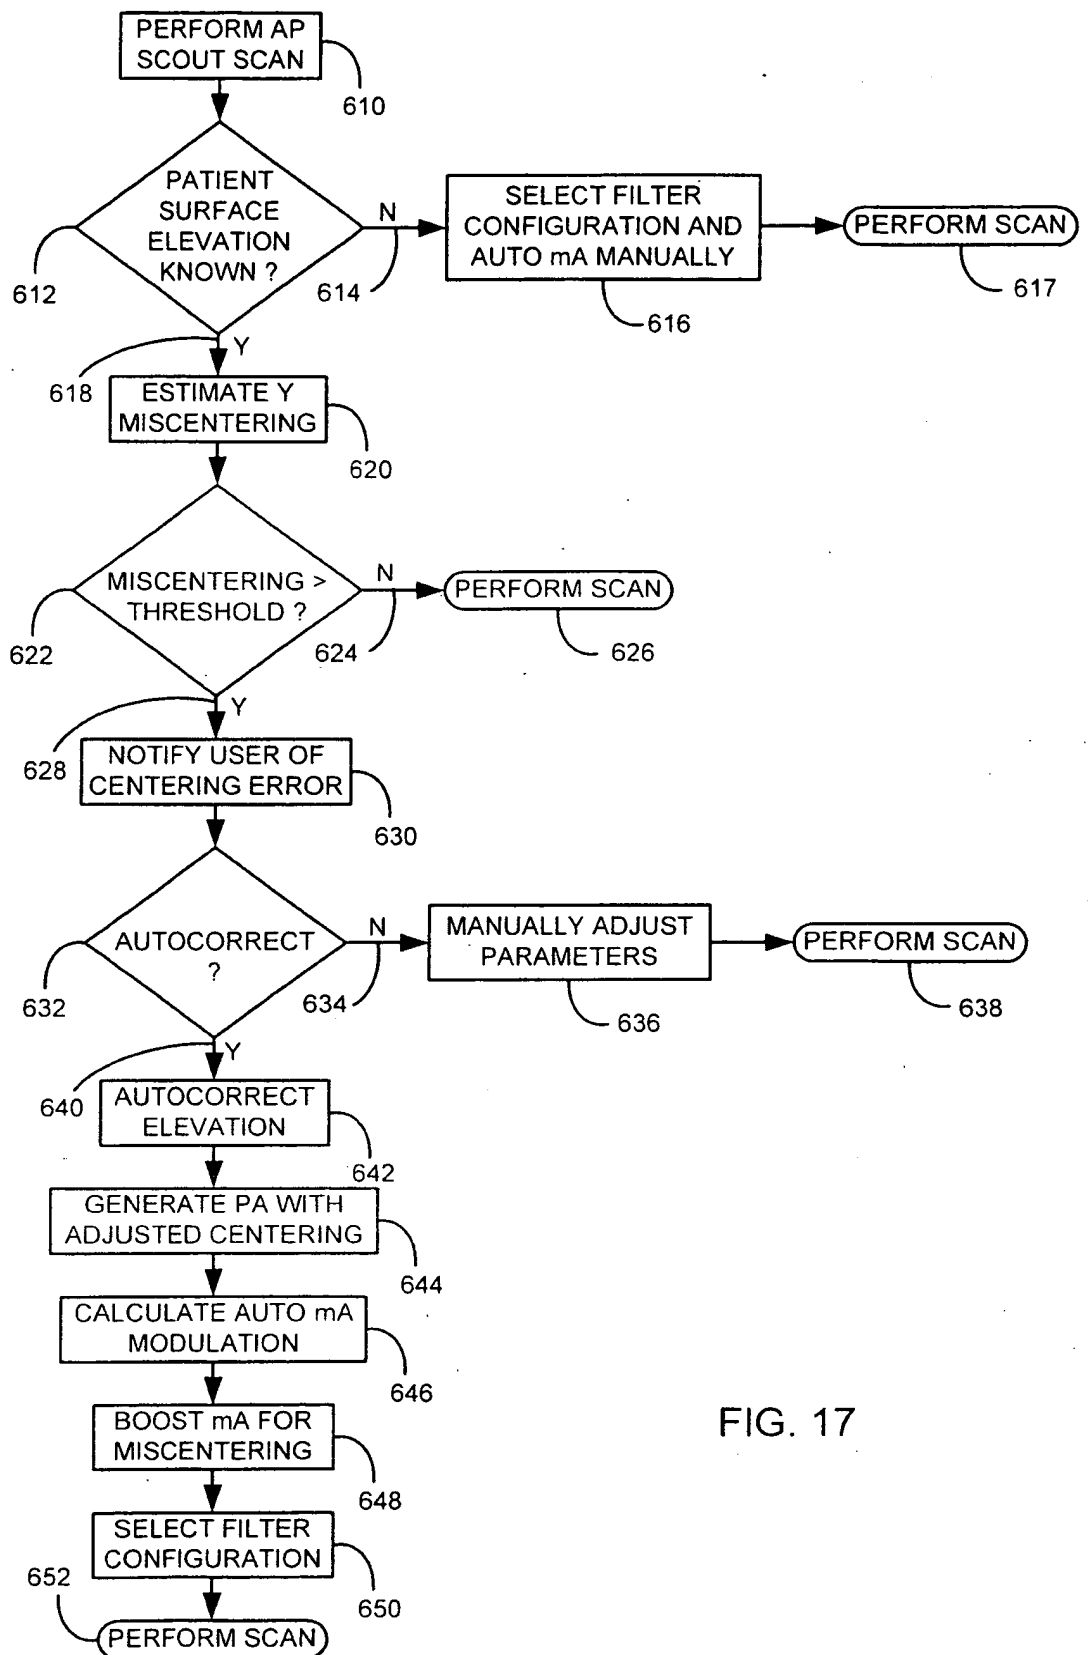 PERFORM AP
SCOUT SCAN
610
PATIENT
SURFACE
ELEVATION
KNOWN ?
612
N
614
SELECT FILTER
CONFIGURATION AND
AUTO mA MANUALLY
616
PERFORM SCAN
617
Y
618
ESTIMATE Y
MISCENTERING
620
MISCENTERING >
THRESHOLD ?
622
N
624
PERFORM SCAN
626
Y
628
NOTIFY USER OF
CENTERING ERROR
630
AUTOCORRECT
?
632
N
634
MANUALLY ADJUST
PARAMETERS
636
PERFORM SCAN
638
Y
640
AUTOCORRECT
ELEVATION
642
GENERATE PA WITH
ADJUSTED CENTERING
644
CALCULATE AUTO mA
MODULATION
646
BOOST mA FOR
MISCENTERING
648
SELECT FILTER
CONFIGURATION
650
652
PERFORM SCAN
FIG. 17